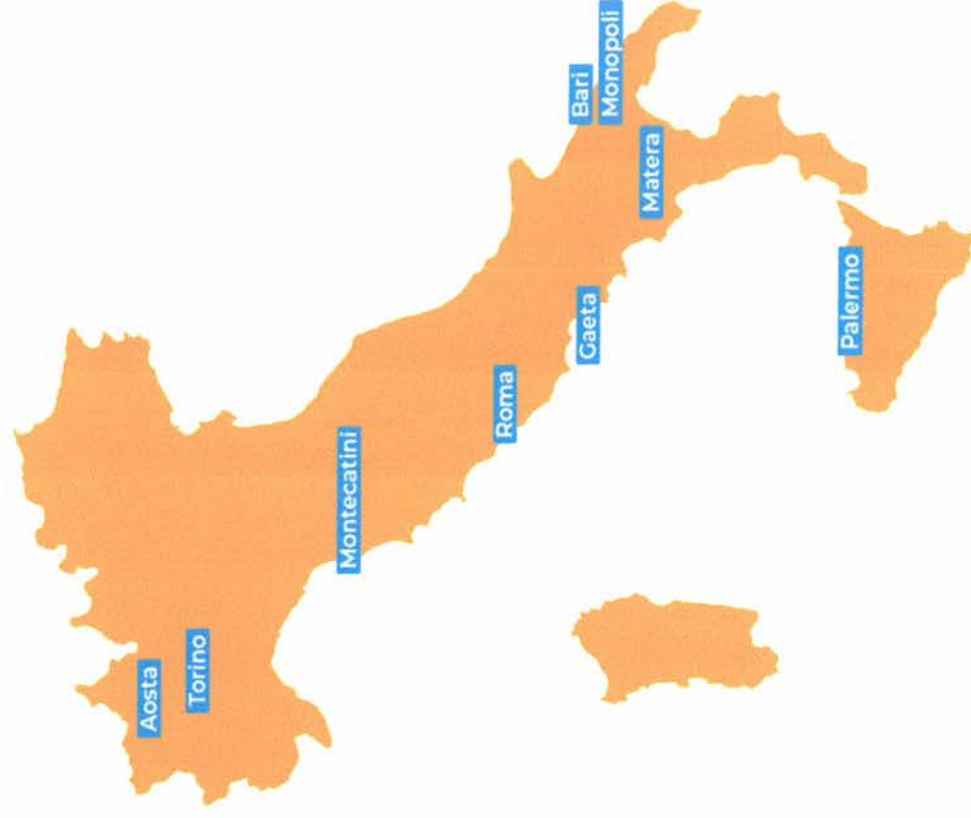 Aosta
Torino
Montecatini
Roma
Gaeta
Bari
Monopoli
Matera
Palermo